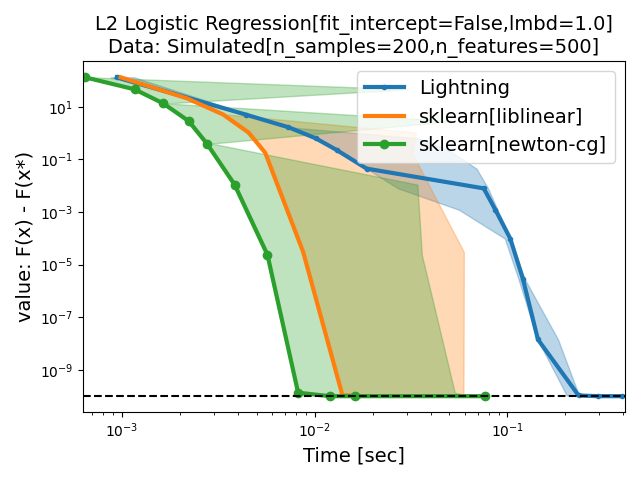 L2 Logistic Regression[fit_intercept=False,lmbd=1.0]
Data: Simulated[n_samples=200,n_features=500]
value: F(x) - F(x*)
10¹
10⁻¹
10⁻³
10⁻⁵
10⁻⁷
10⁻⁹
Lightning
sklearn[liblinear]
sklearn[newton-cg]
10⁻³
10⁻²
10⁻¹
Time [sec]